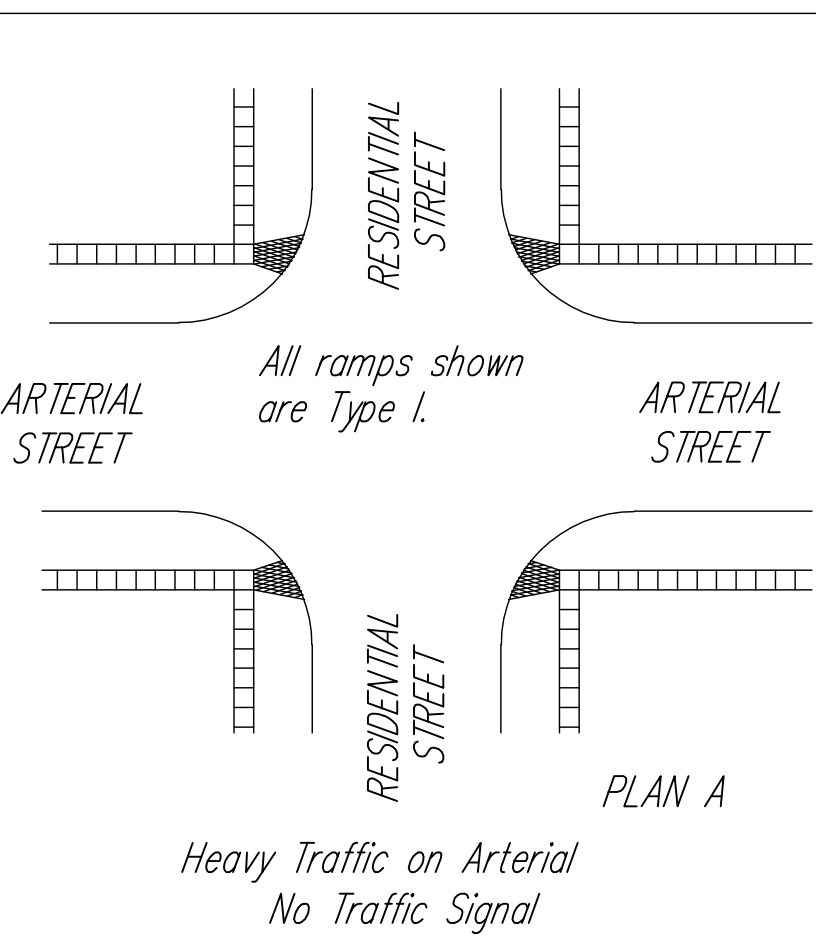 RESIDENTIAL
STREET
All ramps shown
are Type I.
ARTERIAL
STREET
ARTERIAL
STREET
RESIDENTIAL
STREET
PLAN A
Heavy Traffic on Arterial
No Traffic Signal